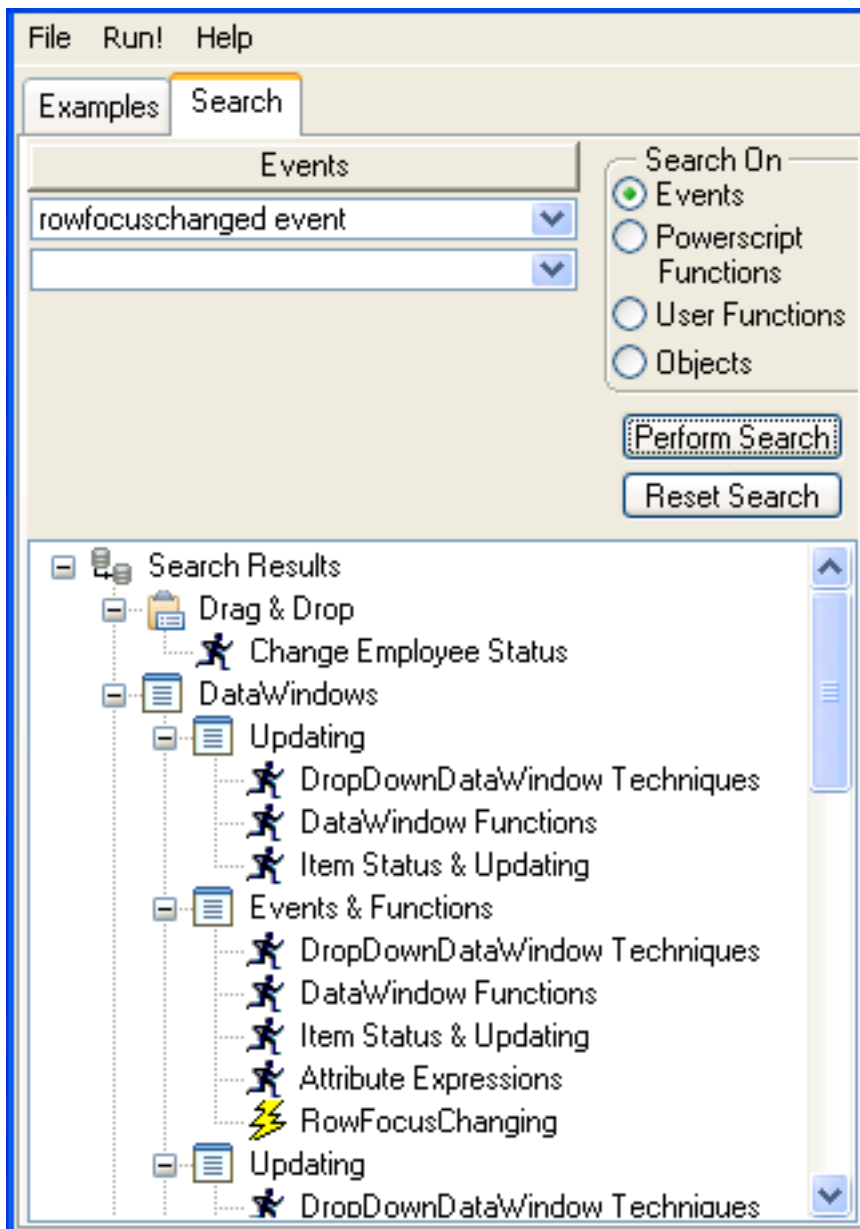 File Run! Help
Examples Search
Events
rowfocuschanged event
Search On
Events
Powerscript
Functions
User Functions
Objects
Perform Search
Reset Search
Search Results
Drag & Drop
Change Employee Status
DataWindows
Updating
DropDownDataWindow Techniques
DataWindow Functions
Item Status & Updating
Events & Functions
DropDownDataWindow Techniques
DataWindow Functions
Item Status & Updating
Attribute Expressions
RowFocusChanging
Updating
DropDownDataWindow Techniques